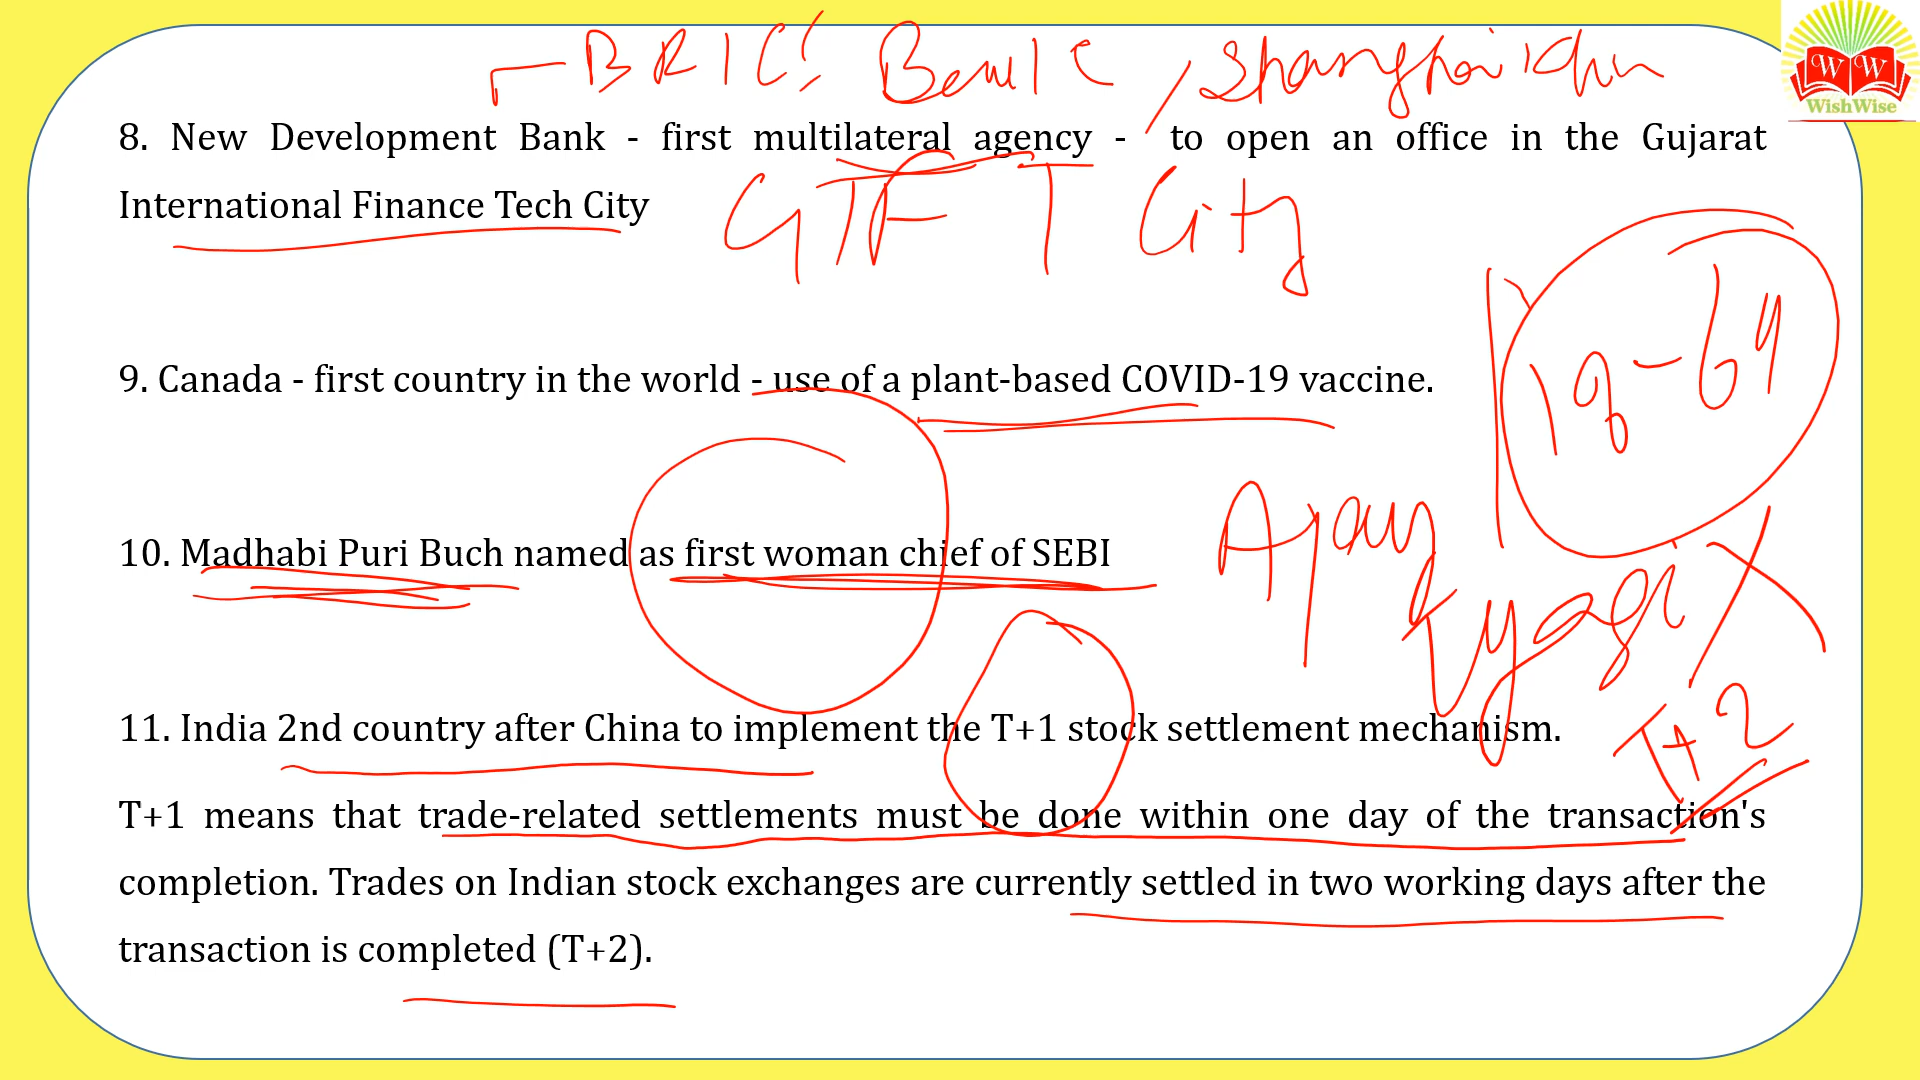 BRICS Bank, Shanghai
W W
WishWise
8. New Development Bank - first multilateral agency - to open an office in the Gujarat
International Finance Tech City
GIFT City
18-64
9. Canada - first country in the world - use of a plant-based COVID-19 vaccine.
10. Madhabi Puri Buch named as first woman chief of SEBI
Ajay
Tyagi
11. India 2nd country after China to implement the T+1 stock settlement mechanism.
T+2
T+1 means that trade-related settlements must be done within one day of the transaction's
completion. Trades on Indian stock exchanges are currently settled in two working days after the
transaction is completed (T+2).